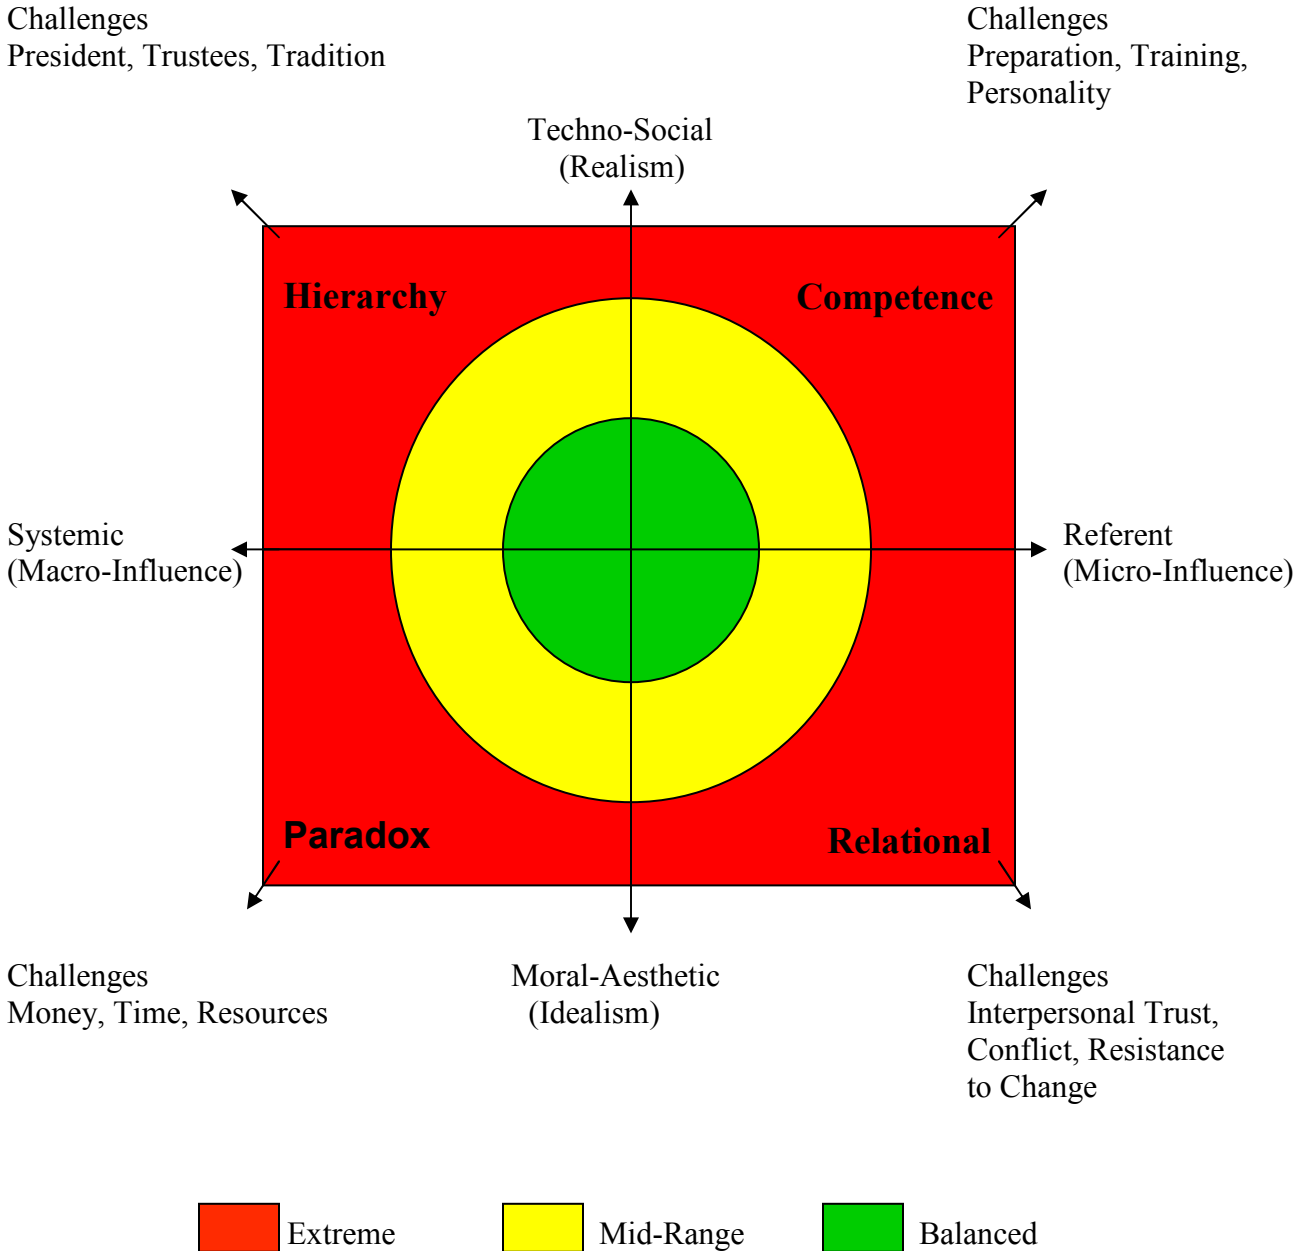 Challenges
President, Trustees, Tradition
Challenges
Preparation, Training,
Personality
Techno-Social
(Realism)
Hierarchy
Competence
Systemic
(Macro-Influence)
Referent
(Micro-Influence)
Paradox
Relational
Challenges
Money, Time, Resources
Moral-Aesthetic
(Idealism)
Challenges
Interpersonal Trust,
Conflict, Resistance
to Change
Extreme
Mid-Range
Balanced